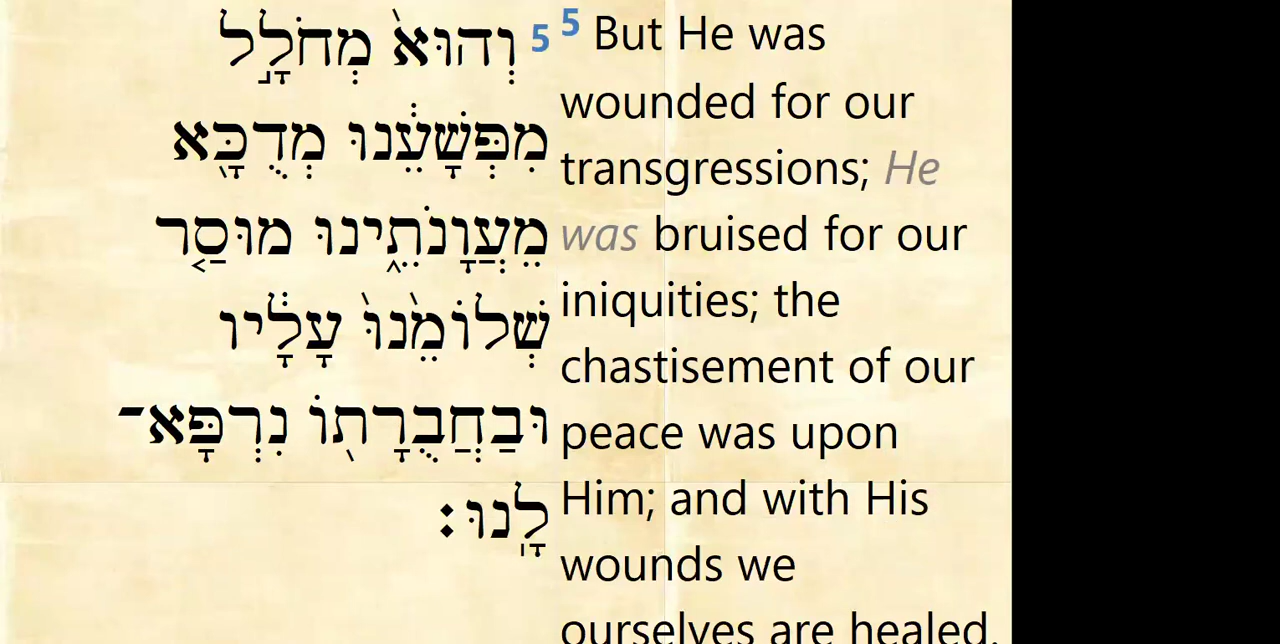 5 וְהוּא֙ מְחֹלָ֣ל
מִפְּשָׁעֵ֔נוּ מְדֻכָּ֖א
מֵעֲוֺנֹתֵ֑ינוּ מוּסַ֤ר
שְׁלוֹמֵ֙נוּ֙ עָלָ֔יו
וּבַחֲבֻרָת֖וֹ נִרְפָּא־
לָֽנוּ׃
5 But He was
wounded for our
transgressions; He
was bruised for our
iniquities; the
chastisement of our
peace was upon
Him; and with His
wounds we
ourselves are healed.